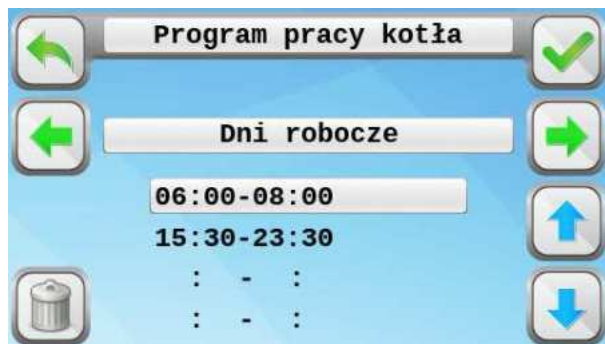 Program pracy kotła
Dni robocze
06:00-08:00
15:30-23:30
: - :
: - :